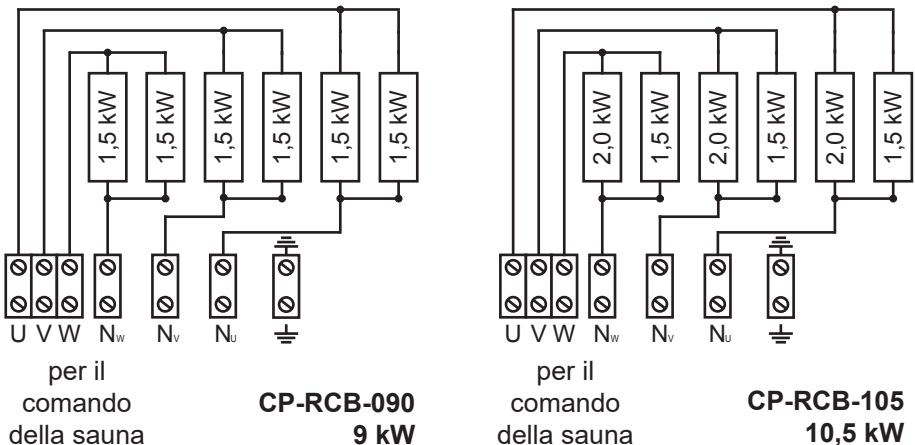 1,5 kW 1,5 kW 1,5 kW 1,5 kW 1,5 kW 1,5 kW
U V W Nw Nv Nu
per il
comando
della sauna
CP-RCB-090
9 kW
2,0 kW 1,5 kW 2,0 kW 1,5 kW 2,0 kW 1,5 kW
U V W Nw Nv Nu
per il
comando
della sauna
CP-RCB-105
10,5 kW